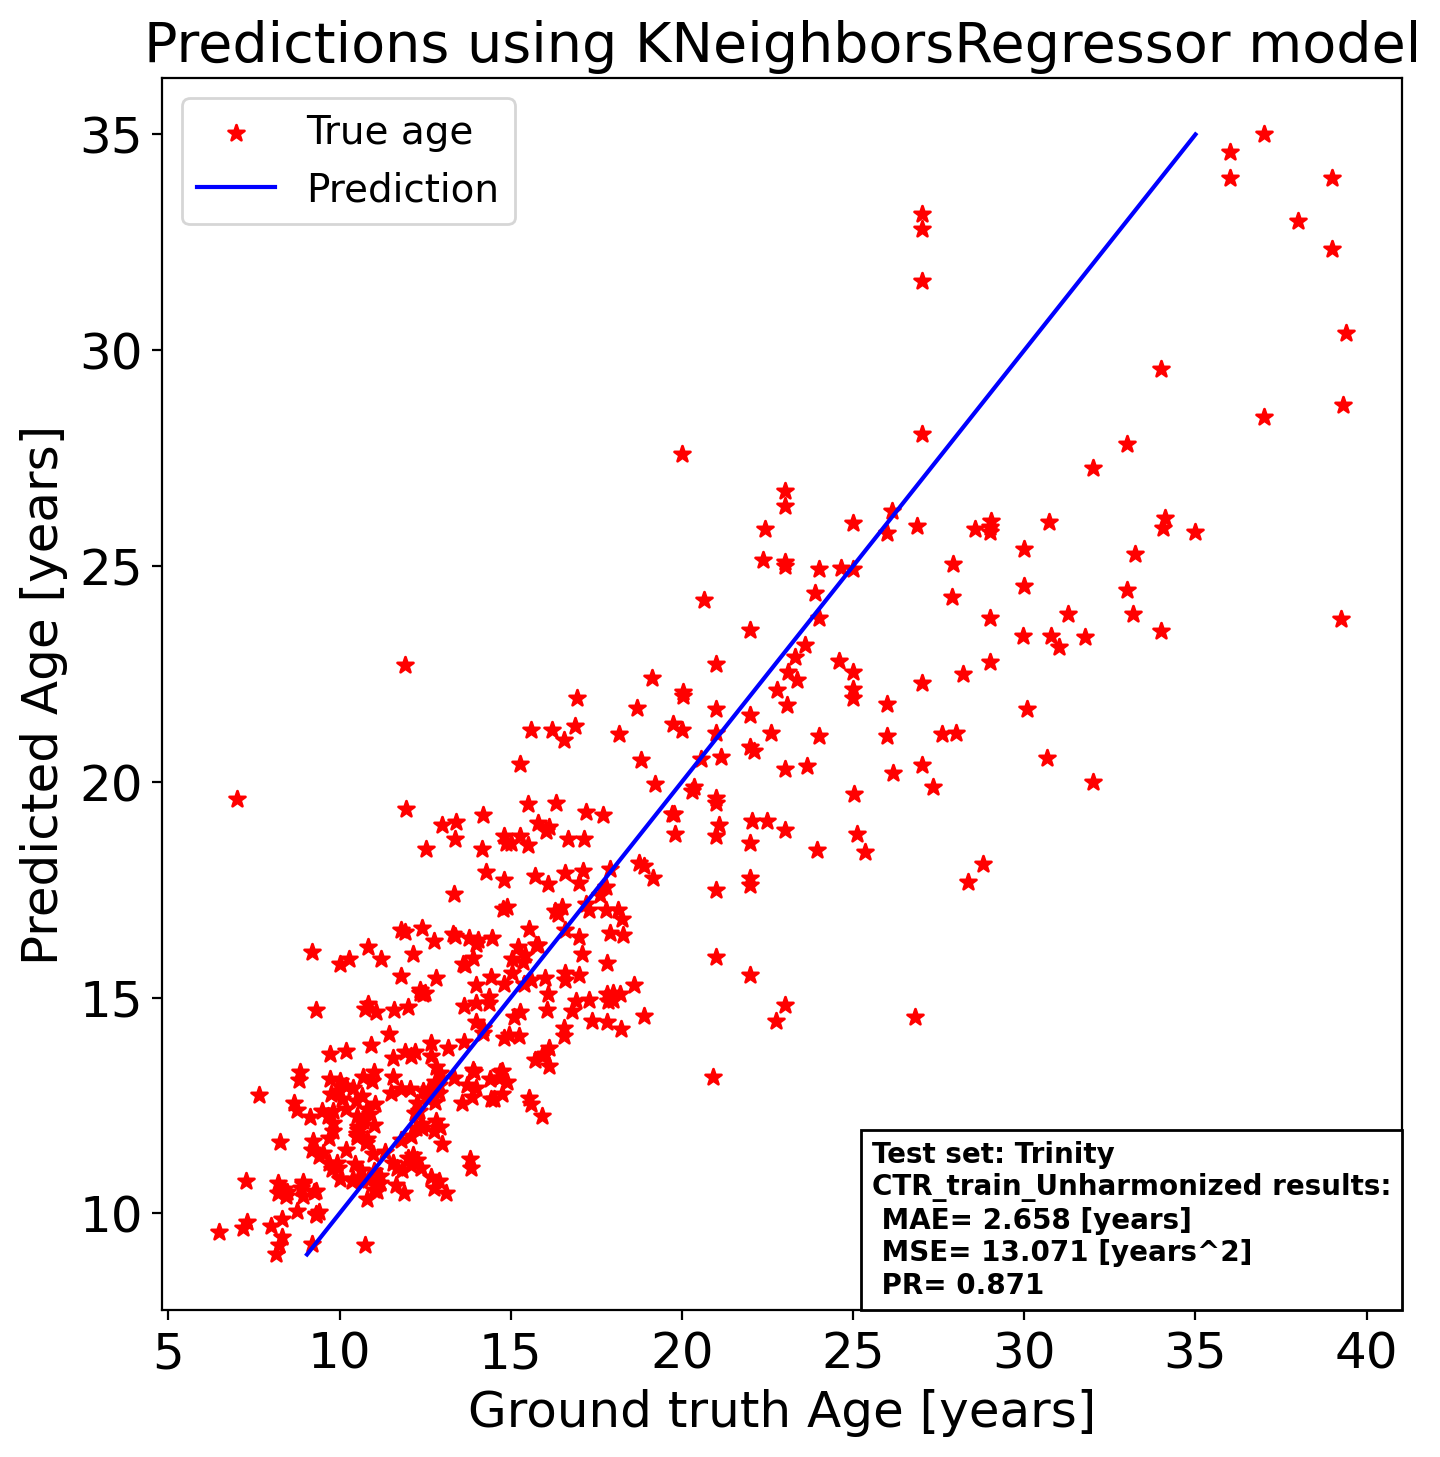 Predictions using KNeighborsRegressor model
True age
Prediction
35
30
25
20
15
10
Predicted Age [years]
Test set: Trinity
CTR_train_Unharmonized results:
MAE= 2.658 [years]
MSE= 13.071 [years^2]
PR= 0.871
5 10 15 20 25 30 35 40
Ground truth Age [years]